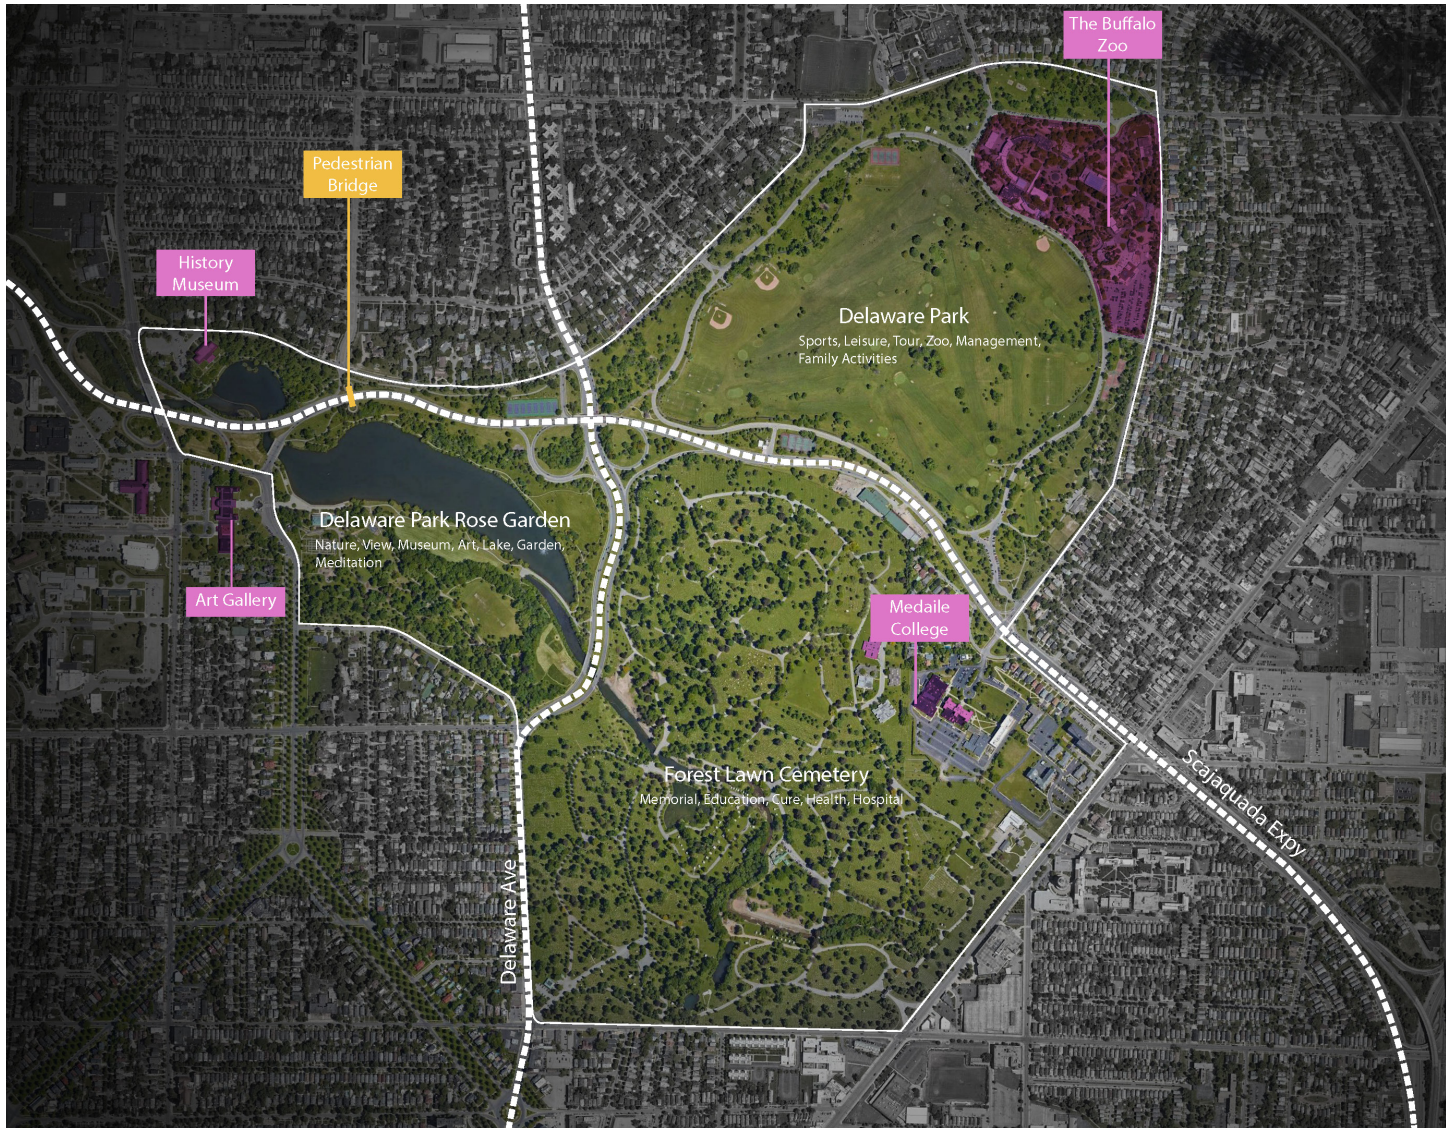 The Buffalo
Zoo
Pedestrian
Bridge
History
Museum
Delaware Park
Sports, Leisure, Tour, Zoo, Management,
Family Activities
Delaware Park Rose Garden
Nature, View, Museum, Art, Lake, Garden,
Meditation
Art Gallery
Medaile
College
Forest Lawn Cemetery
Memorial, Education, Cure, Health, Hospital
Scajaquada Expy
Delaware Ave